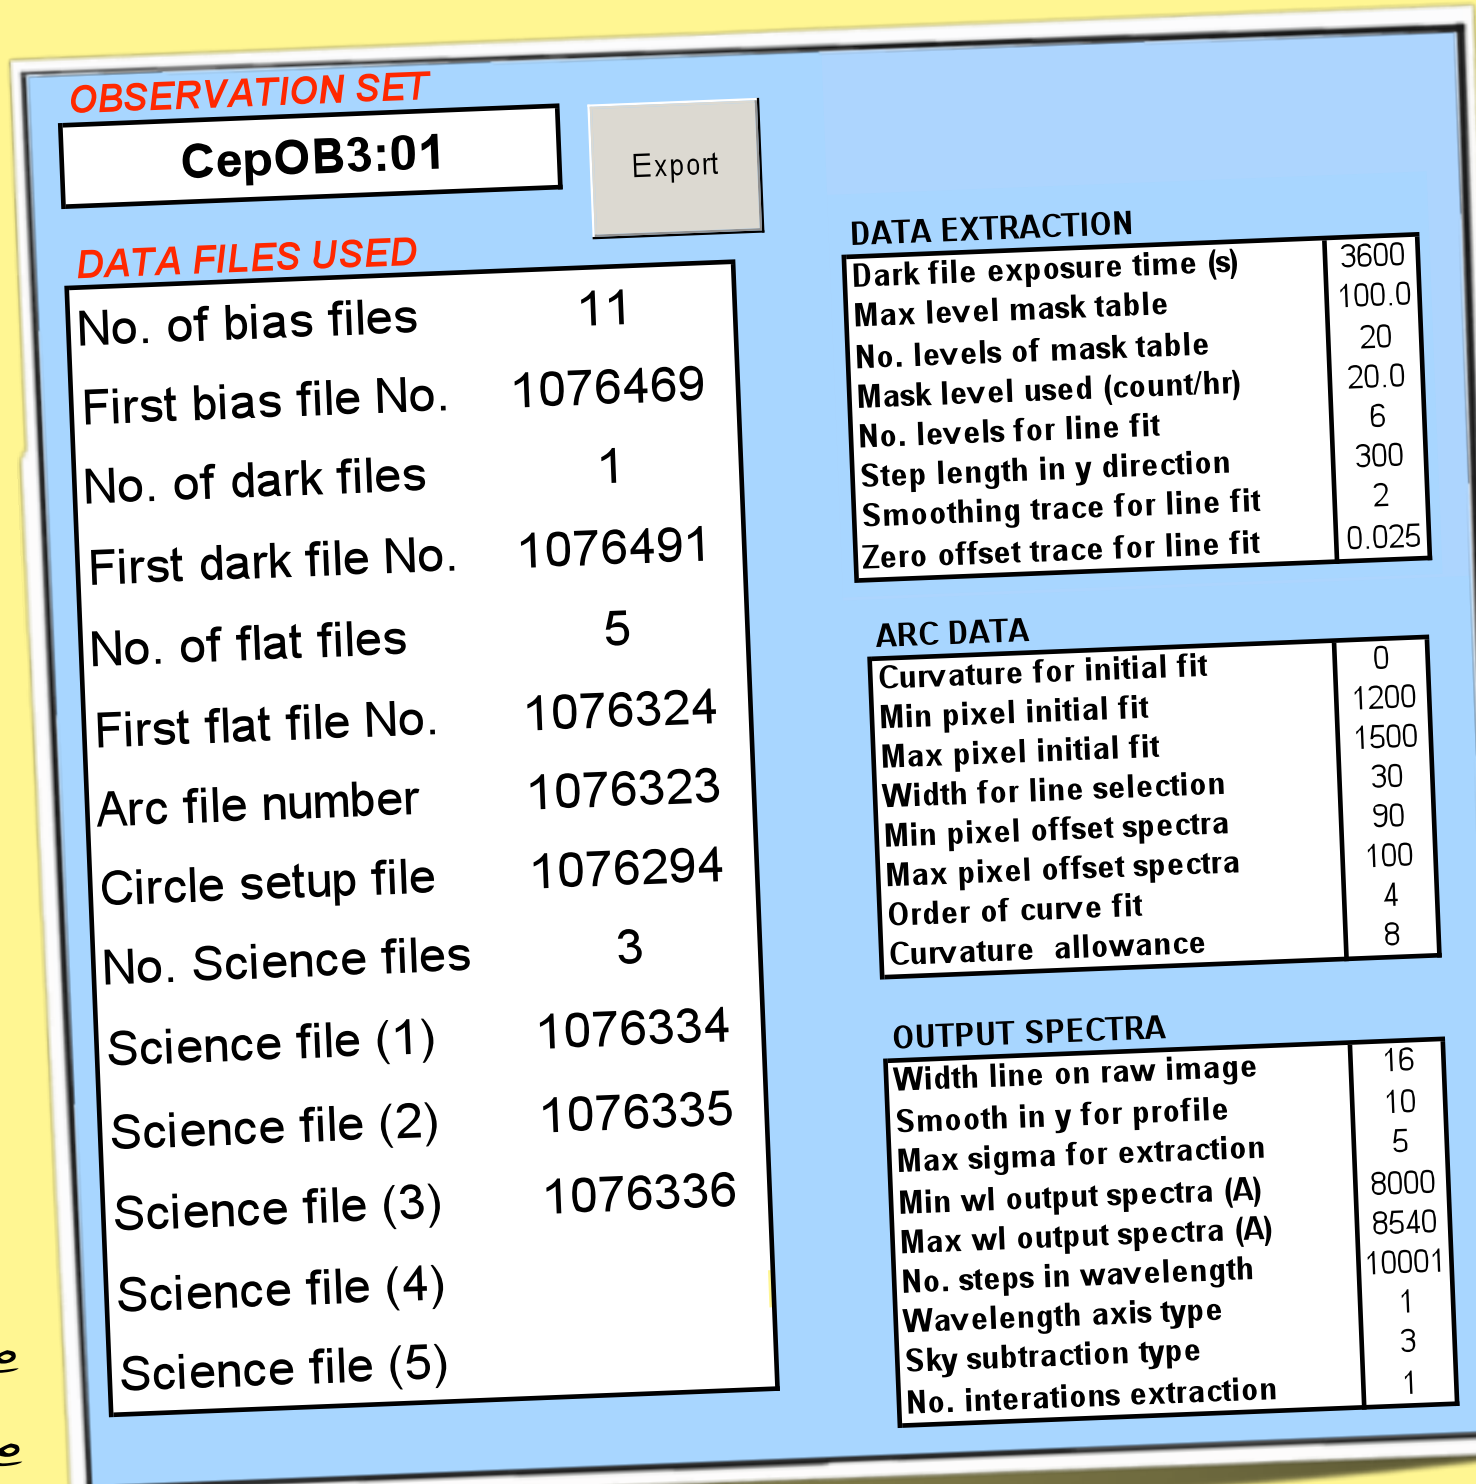 OBSERVATION SET
CepOB3:01
Export
DATA FILES USED
No. of bias files 11
First bias file No. 1076469
No. of dark files 1
First dark file No. 1076491
No. of flat files 5
First flat file No. 1076324
Arc file number 1076323
Circle setup file 1076294
No. Science files 3
Science file (1) 1076334
Science file (2) 1076335
Science file (3) 1076336
Science file (4)
Science file (5)
DATA EXTRACTION
Dark file exposure time (s) 3600
Max level mask table 100.0
No. levels of mask table 20
Mask level used (count/hr) 20.0
No. levels for line fit 6
Step length in y direction 300
Smoothing trace for line fit 2
Zero offset trace for line fit 0.025
ARC DATA
Curvature for initial fit 0
Min pixel initial fit 1200
Max pixel initial fit 1500
Width for line selection 30
Min pixel offset spectra 90
Max pixel offset spectra 100
Order of curve fit 4
Curvature allowance 8
OUTPUT SPECTRA
Width line on raw image 16
Smooth in y for profile 10
Max sigma for extraction 5
Min wl output spectra (A) 8000
Max wl output spectra (A) 8540
No. steps in wavelength 10001
Wavelength axis type 1
Sky subtraction type 3
No. interations extraction 1